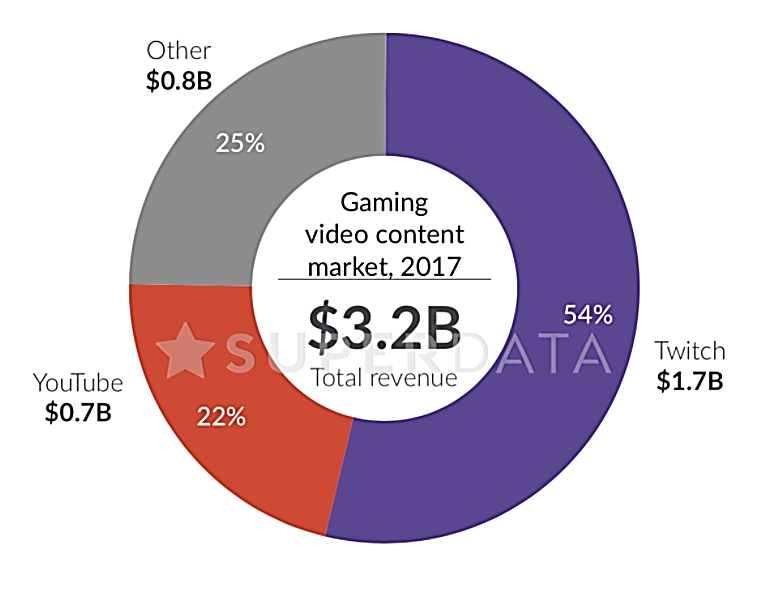 Other
$0.8B
25%
Gaming
video content
market, 2017
$3.2B
Total revenue
54%
Twitch
$1.7B
SUPERDATA
YouTube
$0.7B
22%